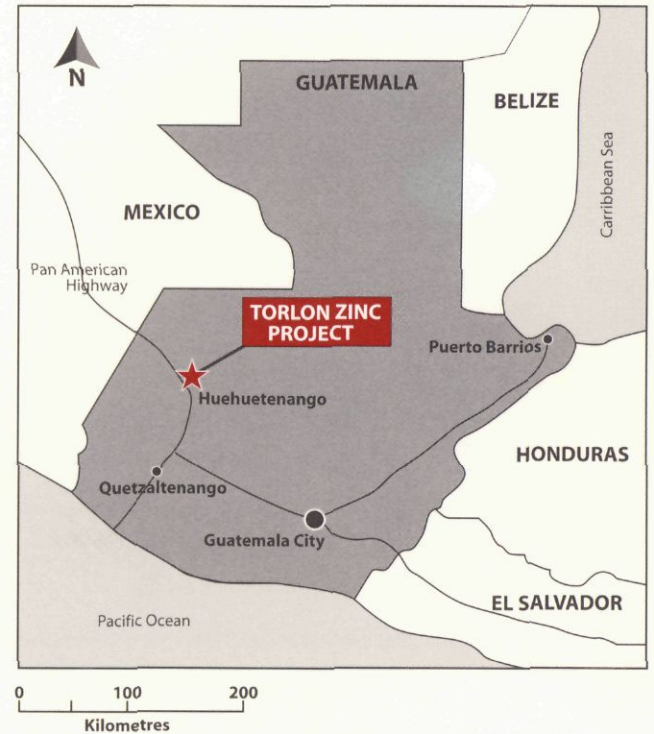 N
GUATEMALA
BELIZE
Carribbean Sea
MEXICO
Pan American
Highway
TORLON ZINC
PROJECT
Puerto Barrios
Huehuetenango
HONDURAS
Quetzaltenango
Guatemala City
EL SALVADOR
Pacific Ocean
0 100 200
Kilometres